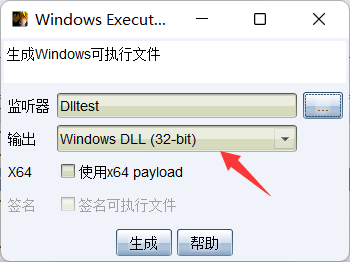 Windows Execut...
生成Windows可执行文件
监听器 Dlltest ...
输出 Windows DLL (32-bit)
X64 使用x64 payload
签名 签名可执行文件
生成 帮助